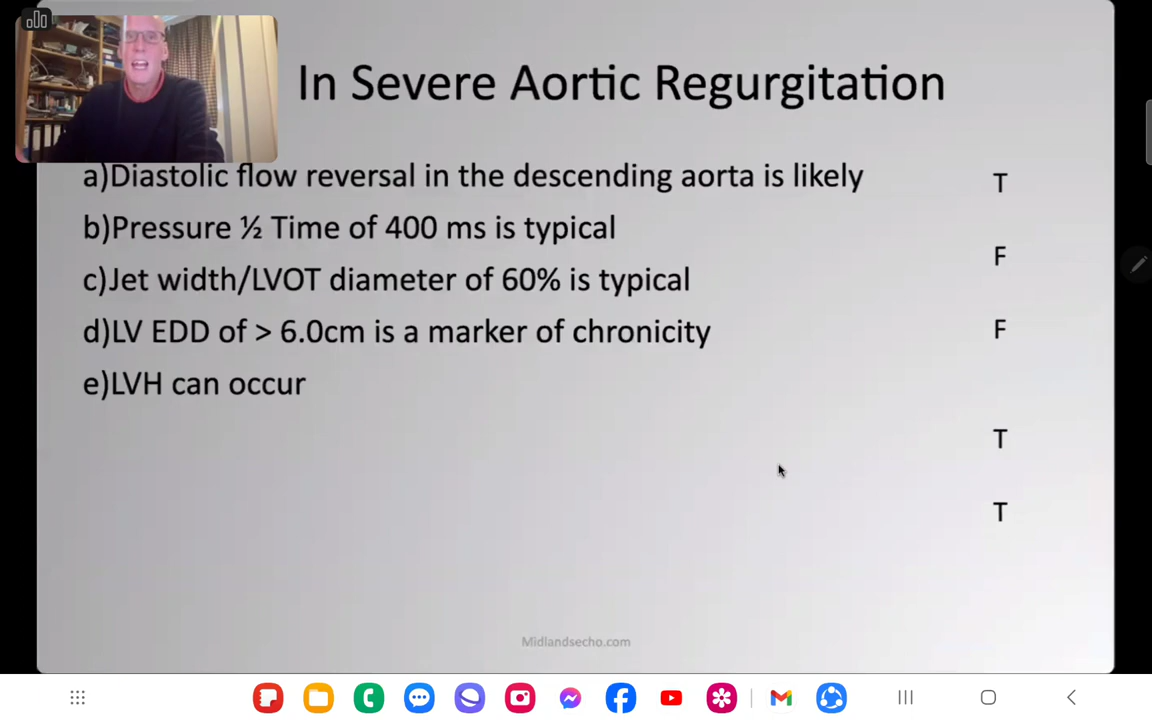 In Severe Aortic Regurgitation
a)Diastolic flow reversal in the descending aorta is likely T
b)Pressure ½ Time of 400 ms is typical F
c)Jet width/LVOT diameter of 60% is typical F
d)LV EDD of > 6.0cm is a marker of chronicity T
e)LVH can occur T
Midlandsecho.com